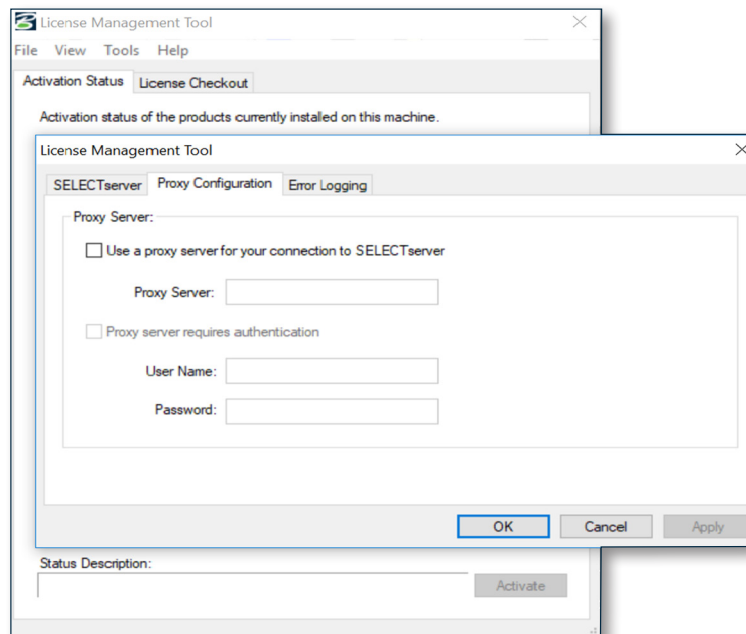 License Management Tool
File View Tools Help
Activation Status License Checkout
Activation status of the products currently installed on this machine.
License Management Tool
SELECTserver Proxy Configuration Error Logging
Proxy Server:
Use a proxy server for your connection to SELECTserver
Proxy Server:
Proxy server requires authentication
User Name:
Password:
OK Cancel Apply
Status Description:
Activate